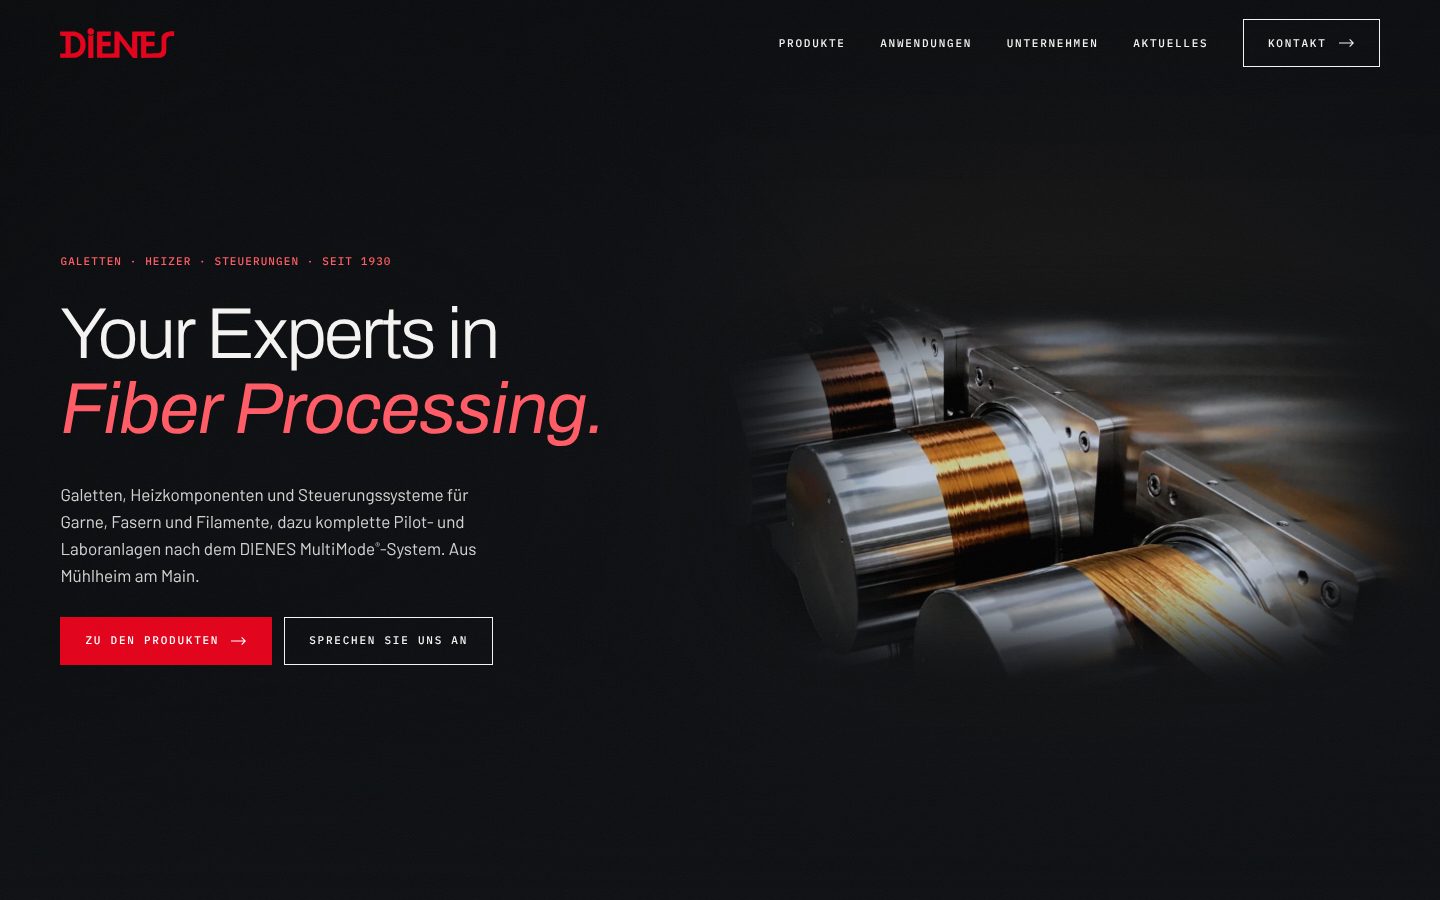 DiENES
PRODUKTE
ANWENDUNGEN
UNTERNEHMEN
AKTUELLES
KONTAKT →
GALETTEN · HEIZER · STEUERUNGEN · SEIT 1930
Your Experts in
Fiber Processing.
Galetten, Heizkomponenten und Steuerungssysteme für
Garne, Fasern und Filamente, dazu komplette Pilot- und
Laboranlagen nach dem DIENES MultiMode®-System. Aus
Mühlheim am Main.
ZU DEN PRODUKTEN →
SPRECHEN SIE UNS AN